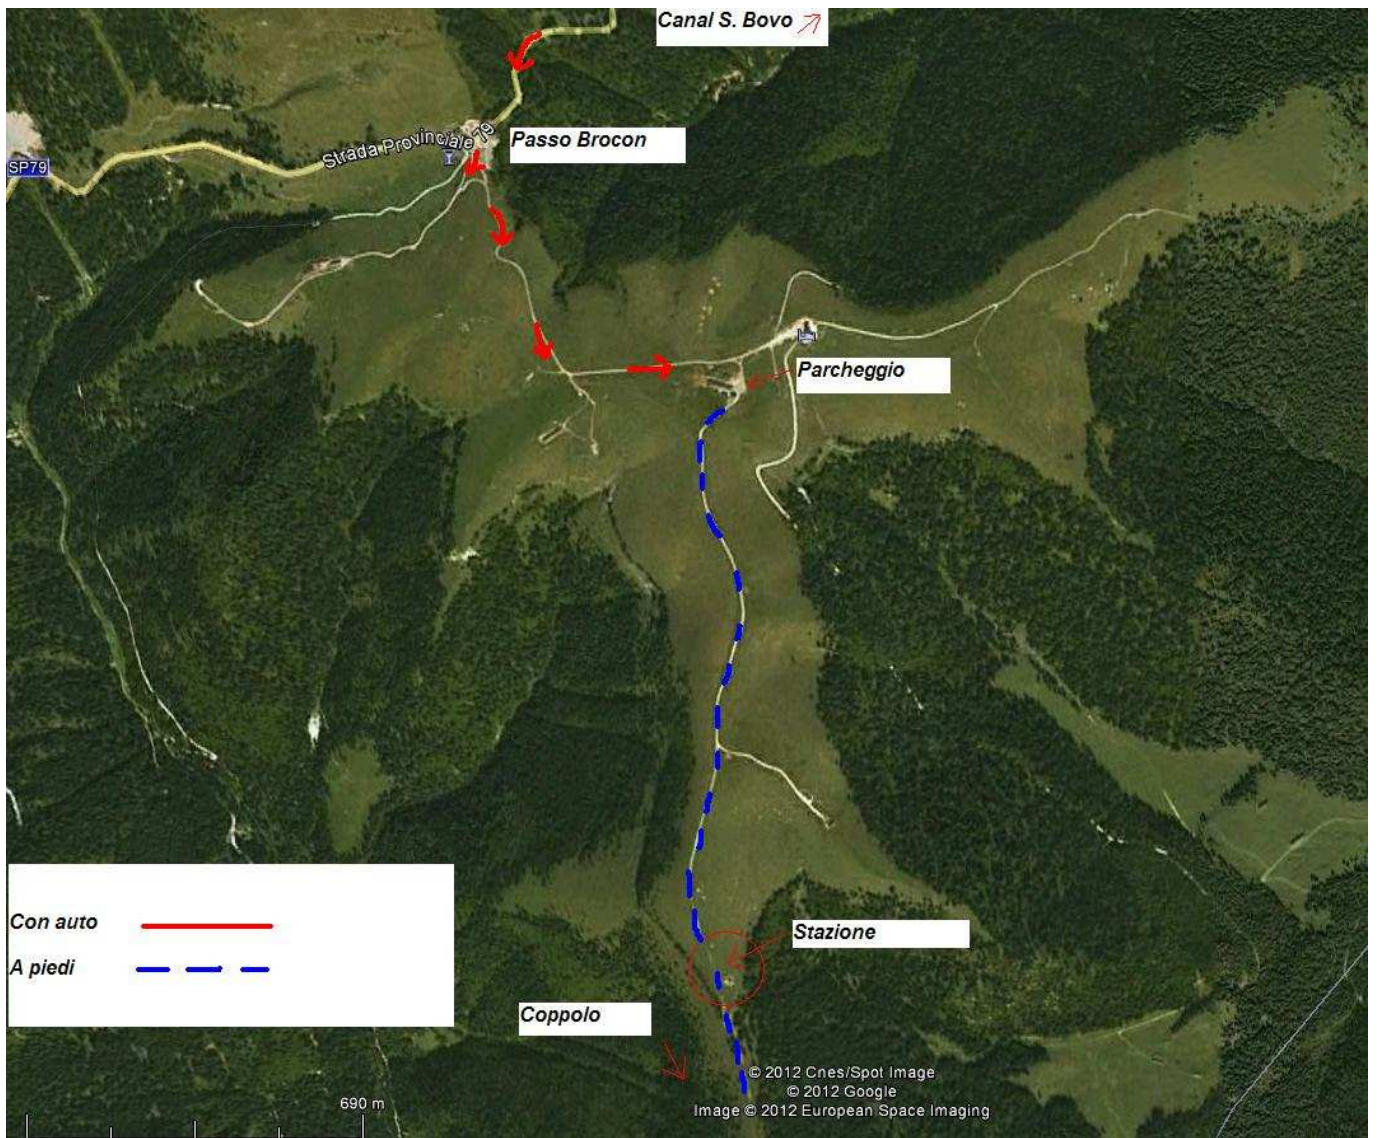 Canal S. Bovo
Passo Brocon
Strada Provinciale 79
SP79
Parcheggio
Con auto
A piedi
Stazione
Coppolo
© 2012 Cnes/Spot Image
© 2012 Google
Image © 2012 European Space Imaging
690 m